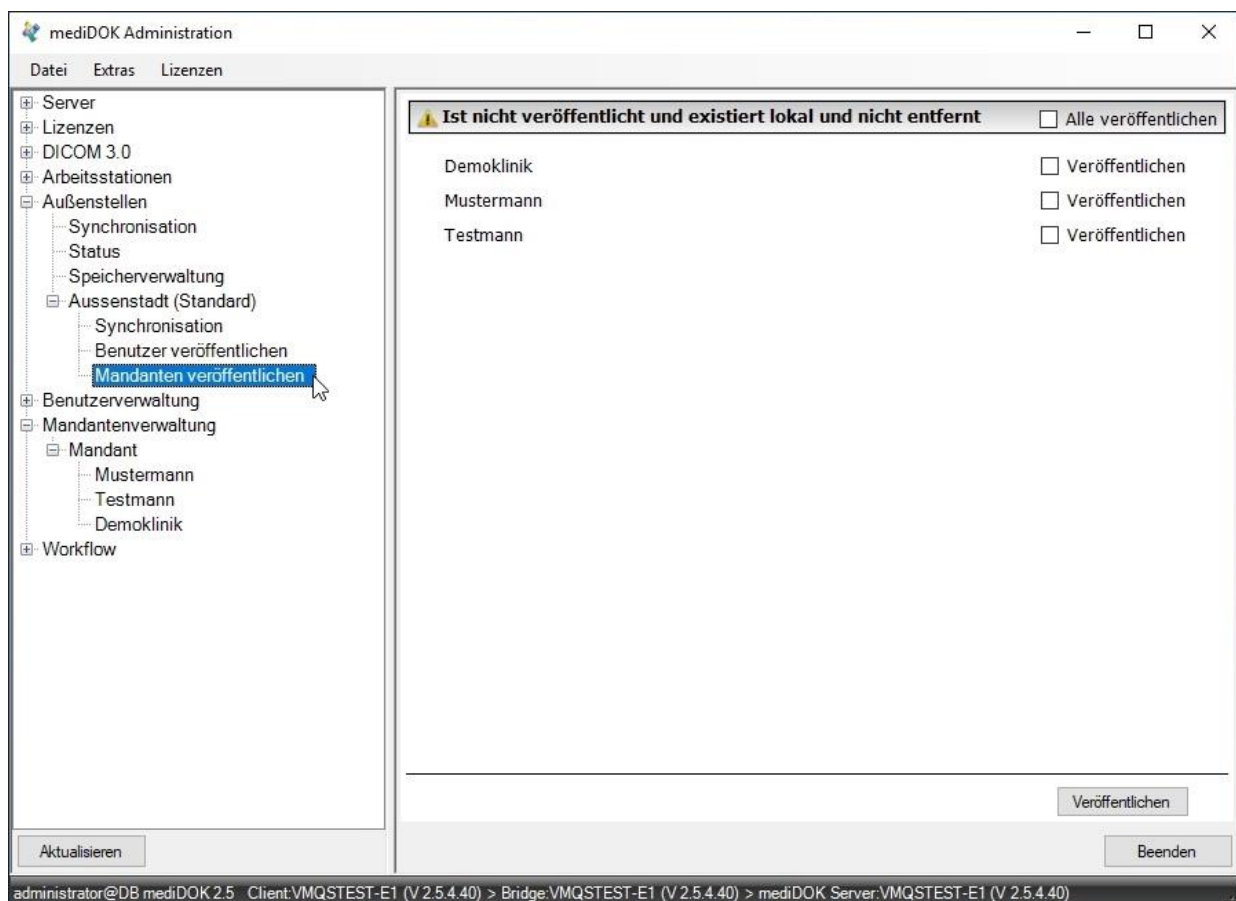 mediDOK Administration
Datei Extras Lizenzen
Server
Lizenzen
DICOM 3.0
Arbeitsstationen
Außenstellen
Synchronisation
Status
Speicherverwaltung
Aussenstadt (Standard)
Synchronisation
Benutzer veröffentlichen
Mandanten veröffentlichen
Benutzerverwaltung
Mandantenverwaltung
Mandant
Mustermann
Testmann
Demoklinik
Workflow
Aktualisieren
Ist nicht veröffentlicht und existiert lokal und nicht entfernt Alle veröffentlichen
Demoklinik Veröffentlichen
Mustermann Veröffentlichen
Testmann Veröffentlichen
Veröffentlichen
Beenden
administrator@DB mediDOK 2.5 Client:VMQSTEST-E1 (V 2.5.4.40) > Bridge:VMQSTEST-E1 (V 2.5.4.40) > mediDOK Server:VMQSTEST-E1 (V 2.5.4.40)